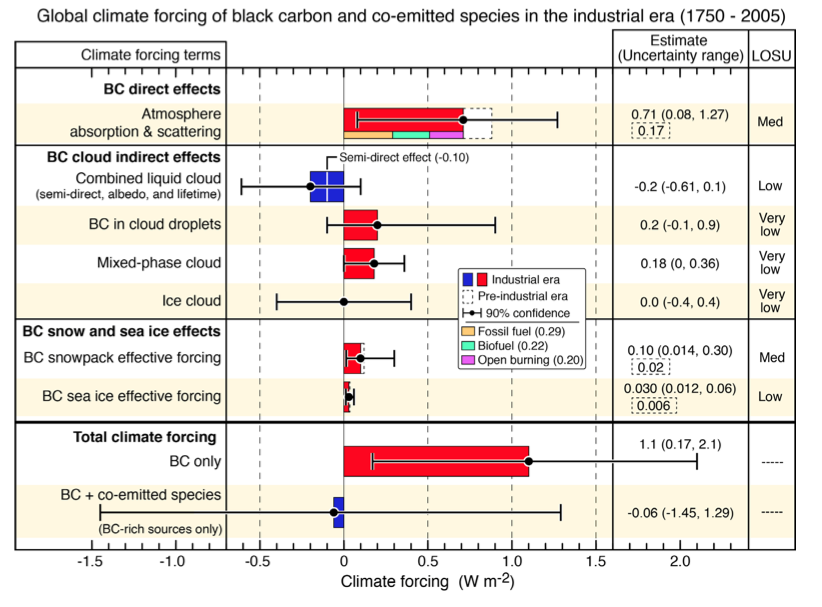 Global climate forcing of black carbon and co-emitted species in the industrial era (1750 - 2005)
Climate forcing terms
Estimate
(Uncertainty range)
LOSU
BC direct effects
Atmosphere
absorption & scattering
0.71 (0.08, 1.27)
0.17
Med
BC cloud indirect effects
Semi-direct effect (-0.10)
Combined liquid cloud
(semi-direct, albedo, and lifetime)
-0.2 (-0.61, 0.1)
Low
BC in cloud droplets
0.2 (-0.1, 0.9)
Very
low
Mixed-phase cloud
0.18 (0, 0.36)
Very
low
Ice cloud
0.0 (-0.4, 0.4)
Very
low
Industrial era
Pre-industrial era
90% confidence
Fossil fuel (0.29)
Biofuel (0.22)
Open burning (0.20)
BC snow and sea ice effects
BC snowpack effective forcing
0.10 (0.014, 0.30)
0.02
Med
BC sea ice effective forcing
0.030 (0.012, 0.06)
0.006
Low
Total climate forcing
BC only
1.1 (0.17, 2.1)
-----
BC + co-emitted species
(BC-rich sources only)
-0.06 (-1.45, 1.29)
-----
-1.5 -1.0 -0.5 0 0.5 1.0 1.5 2.0
Climate forcing (W m-2)